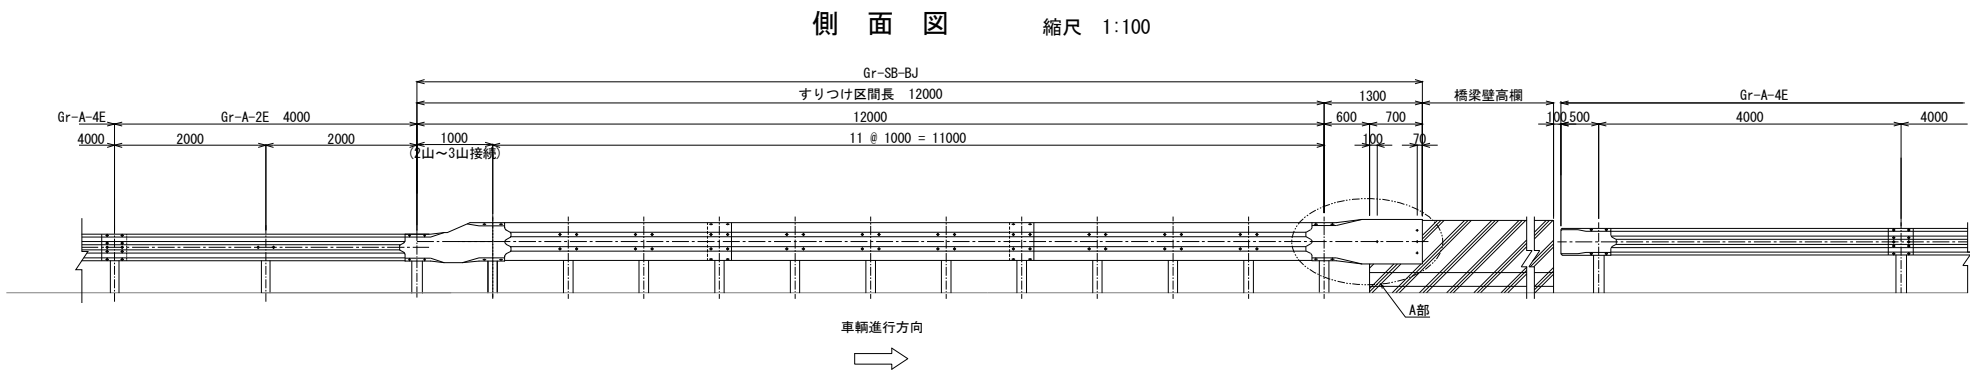 側 面 図 縮尺 1:100
Gr-SB-BJ
すりつけ区間長 12000 1300 橋梁壁高欄 Gr-A-4E
Gr-A-4E Gr-A-2E 4000 12000 600 700 100 500 4000 4000
4000 2000 2000 1000 11 @ 1000 = 11000 100 70
(2山～3山接続)
A部
車輌進行方向